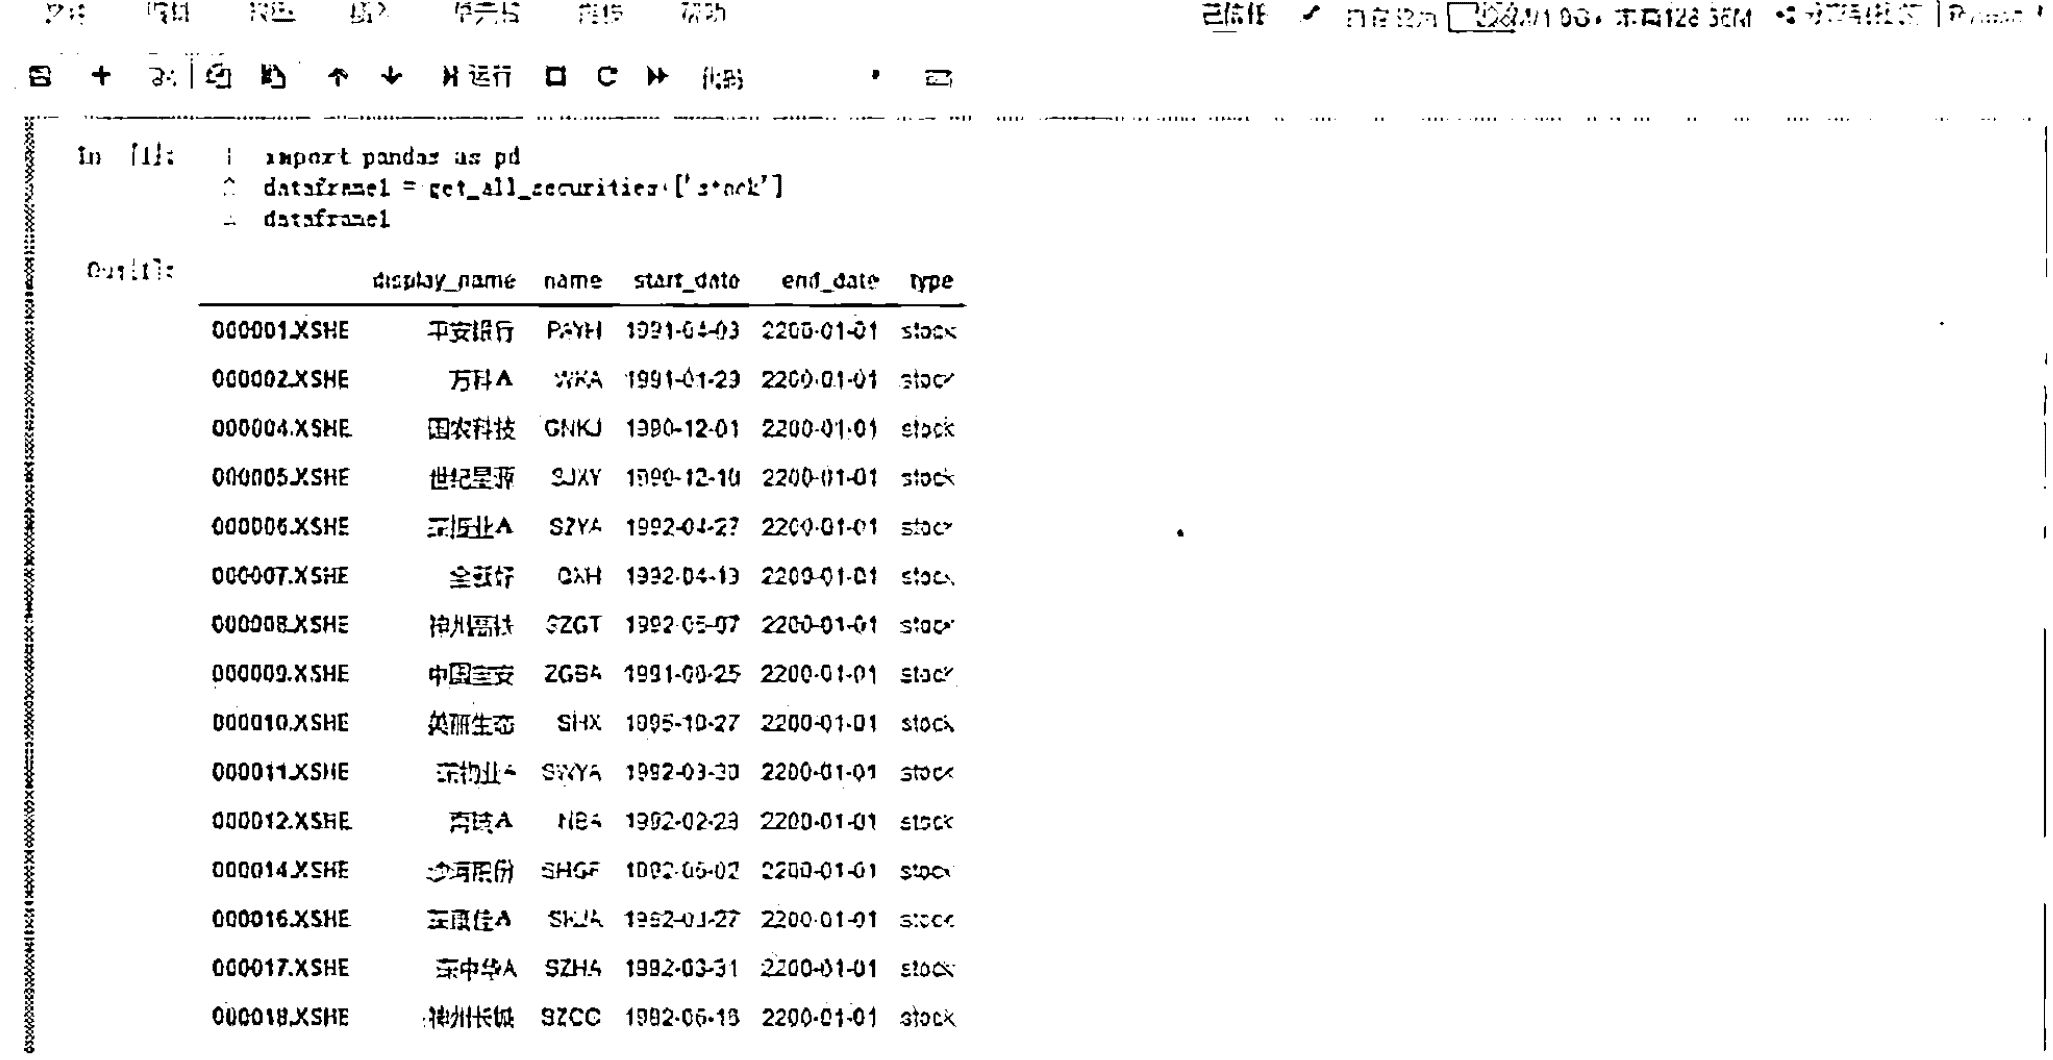 运行 代码
In [1]: 1 import pandas as pd
2 dataframe1 = get_all_securities(['stock']
3 dataframe1
Out[1]:
display_name name start_date end_date type
000001.XSHE 平安银行 PAYH 1991-04-03 2200-01-01 stock
000002.XSHE 万科A WKA 1991-01-29 2200-01-01 stock
000004.XSHE 国农科技 GNKJ 1990-12-01 2200-01-01 stock
000005.XSHE 世纪星源 SJXY 1990-12-10 2200-01-01 stock
000006.XSHE 深振业A SZYA 1992-04-27 2200-01-01 stock
000007.XSHE 全新好 QXH 1992-04-13 2200-01-01 stock
000008.XSHE 神州高铁 SZGT 1992-05-07 2200-01-01 stock
000009.XSHE 中国宝安 ZGBA 1991-06-25 2200-01-01 stock
000010.XSHE 美丽生态 SHX 1995-10-27 2200-01-01 stock
000011.XSHE 深物业A SWYA 1992-03-30 2200-01-01 stock
000012.XSHE 南玻A NBA 1992-02-28 2200-01-01 stock
000014.XSHE 沙河股份 SHGF 1992-06-02 2200-01-01 stock
000016.XSHE 深康佳A SKJA 1992-03-27 2200-01-01 stock
000017.XSHE 深中华A SZHA 1992-03-31 2200-01-01 stock
000018.XSHE 神州长城 SZCC 1992-06-16 2200-01-01 stock